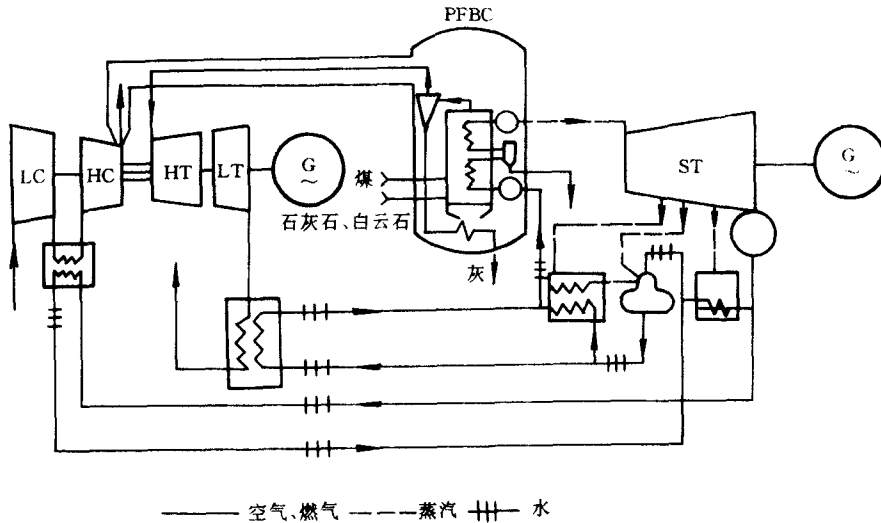 PFBC
LC
HC
HT
LT
G
~
煤
石灰石、白云石
灰
ST
G
~
空气、燃气
蒸汽
水